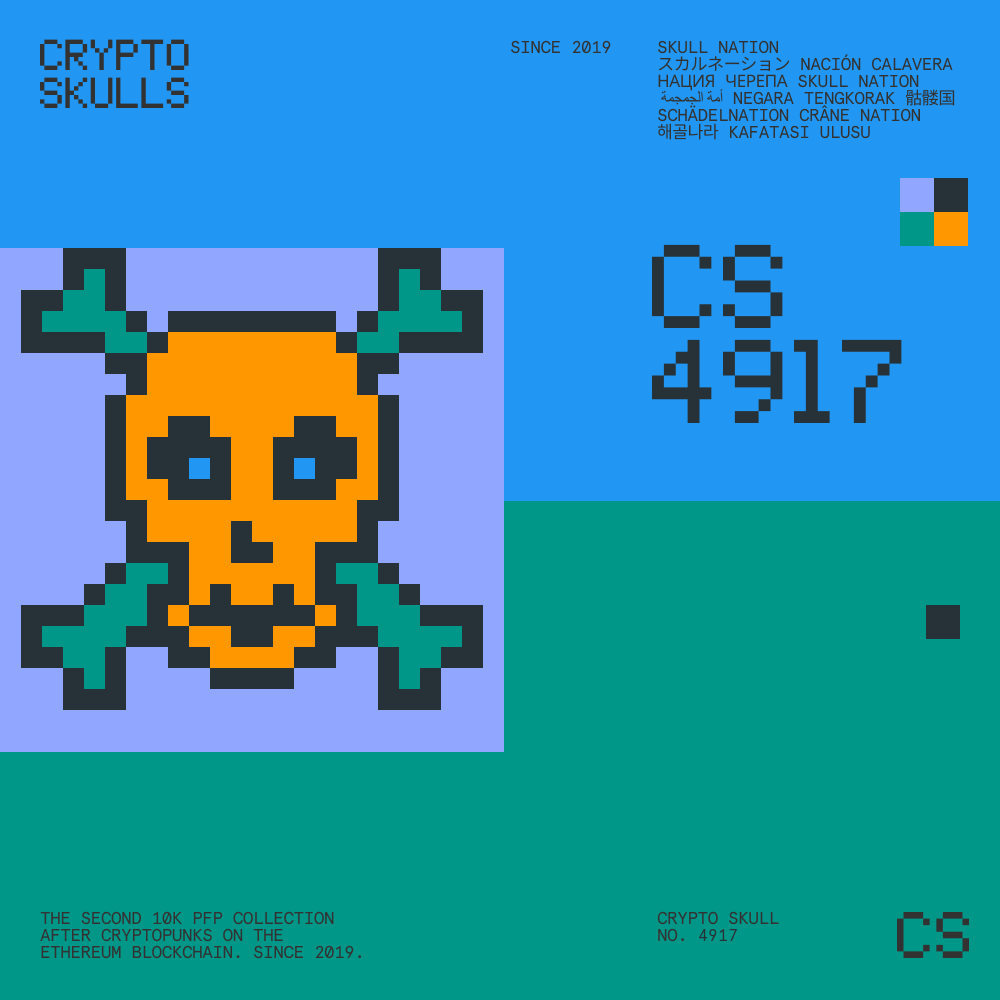 CRYPTO
SKULLS
SINCE 2019
SKULL NATION
スカルネーション NACIÓN CALAVERA
НАЦИЯ ЧЕРЕПА SKULL NATION
أمة الجمجمة NEGARA TENGKORAK 骷髅国
SCHÄDELNATION CRÂNE NATION
해골나라 KAFATASI ULUSU
CS
4917
THE SECOND 10K PFP COLLECTION
AFTER CRYPTOPUNKS ON THE
ETHEREUM BLOCKCHAIN. SINCE 2019.
CRYPTO SKULL
NO. 4917
CS